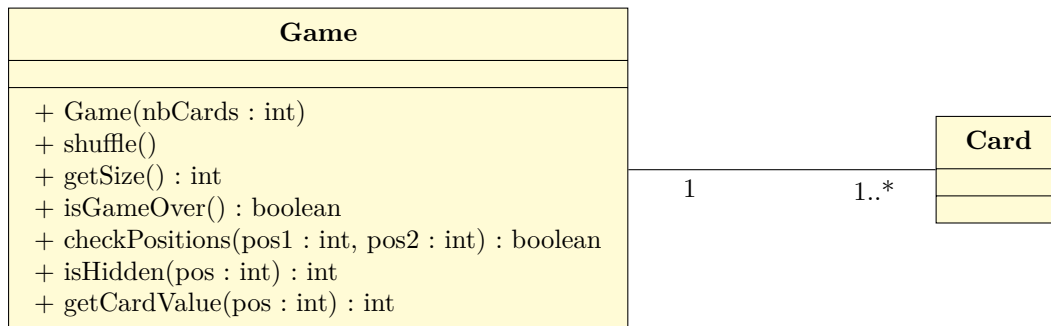 Game
+ Game(nbCards : int)
+ shuffle()
+ getSize() : int
+ isGameOver() : boolean
+ checkPositions(pos1 : int, pos2 : int) : boolean
+ isHidden(pos : int) : int
+ getCardValue(pos : int) : int
1
1..*
Card